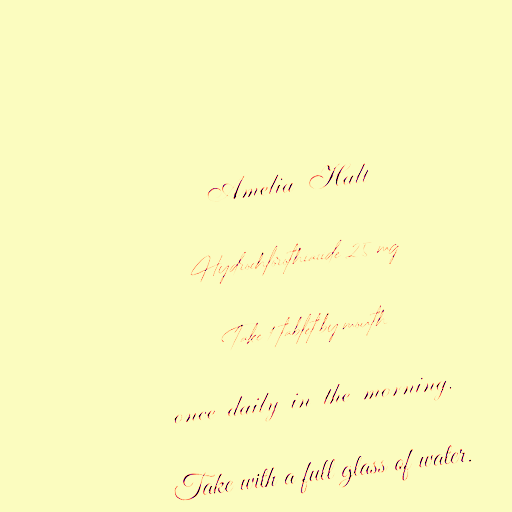 Amelia Halt
Hydrochlorothiazide 25 mg
Take 1 tablet by mouth
once daily in the morning.
Take with a full glass of water.